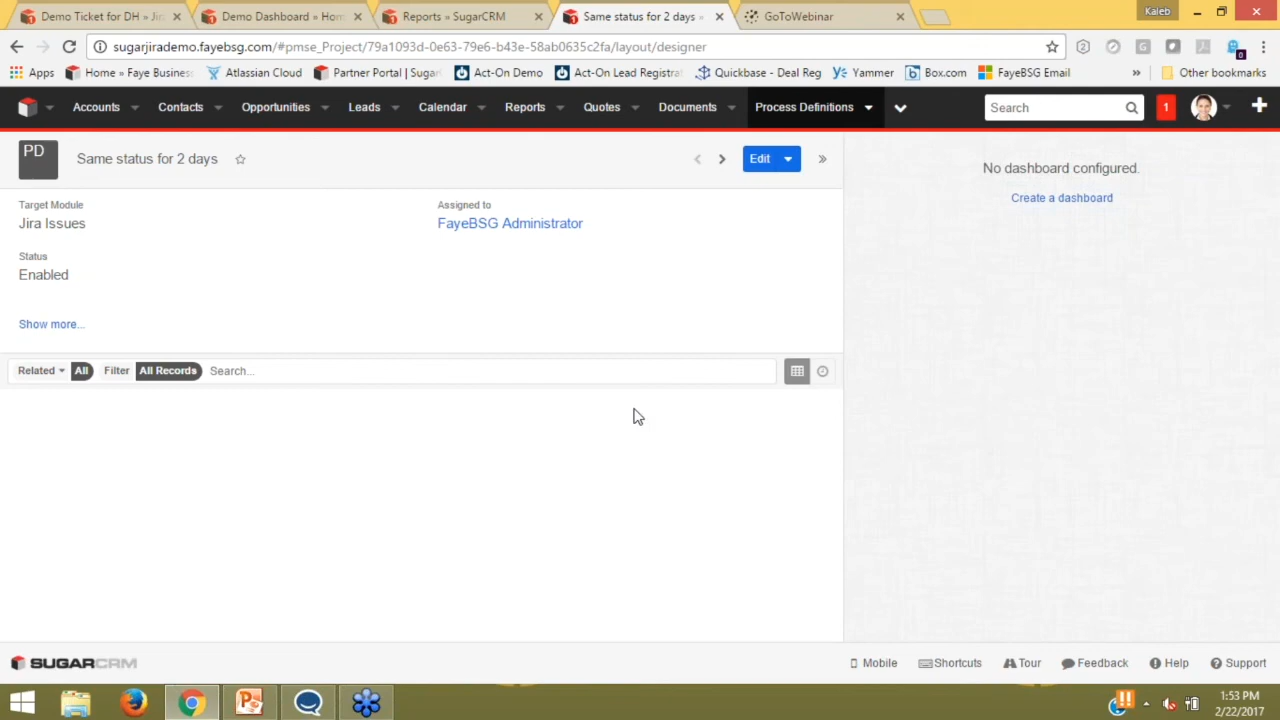 Demo Ticket for DH » Jir
Demo Dashboard » Hom
Reports » SugarCRM
Same status for 2 days »
GoToWebinar
Kaleb
sugarjirademo.fayebsg.com/#pmse_Project/79a1093d-0e63-79e6-b43e-58ab0635c2fa/layout/designer
Apps
Home » Faye Business
Atlassian Cloud
Partner Portal | Sugar
Act-On Demo
Act-On Lead Registrat
Quickbase - Deal Reg
Yammer
Box.com
FayeBSG Email
»
Other bookmarks
Accounts
Contacts
Opportunities
Leads
Calendar
Reports
Quotes
Documents
Process Definitions
Search
1
PD
Same status for 2 days
Edit
No dashboard configured.
Create a dashboard
Target Module
Jira Issues
Assigned to
FayeBSG Administrator
Status
Enabled
Show more...
Related
All
Filter
All Records
Search...
SUGARCRM
Mobile
Shortcuts
Tour
Feedback
Help
Support
1:53 PM
2/22/2017